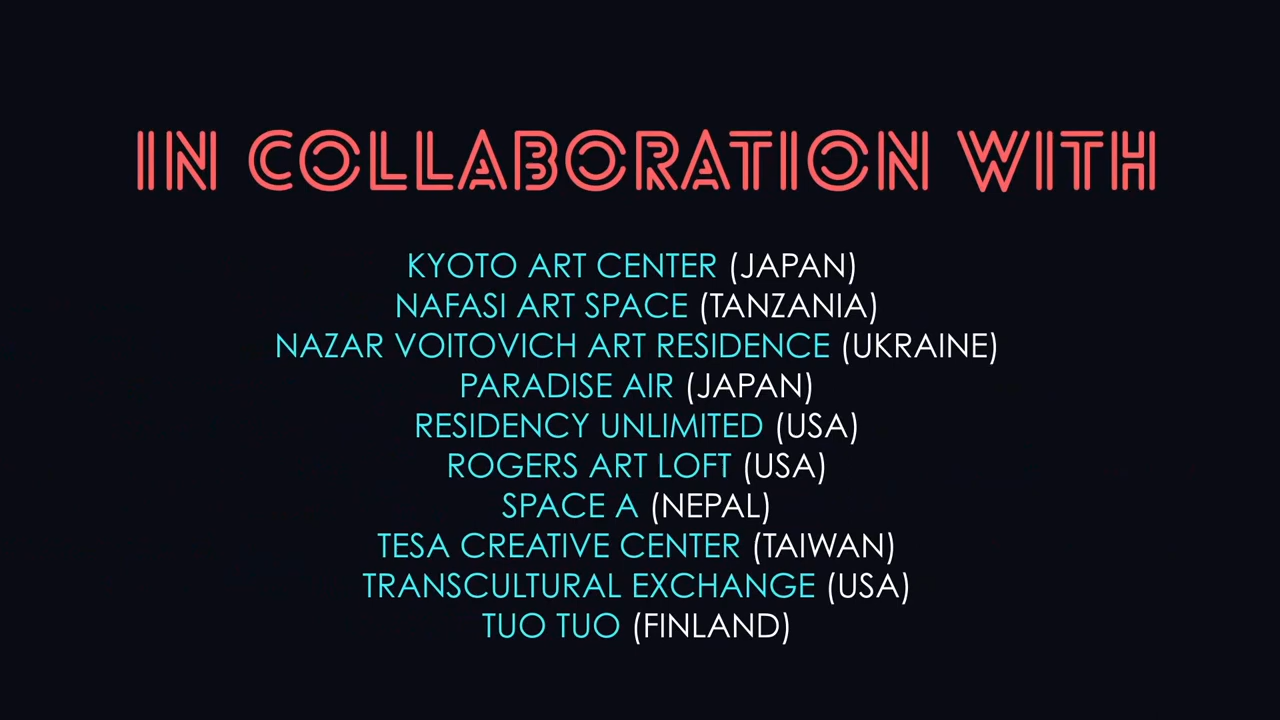 IN COLLABORATION WITH
KYOTO ART CENTER (JAPAN)
NAFASI ART SPACE (TANZANIA)
NAZAR VOITOVICH ART RESIDENCE (UKRAINE)
PARADISE AIR (JAPAN)
RESIDENCY UNLIMITED (USA)
ROGERS ART LOFT (USA)
SPACE A (NEPAL)
TESA CREATIVE CENTER (TAIWAN)
TRANSCULTURAL EXCHANGE (USA)
TUO TUO (FINLAND)